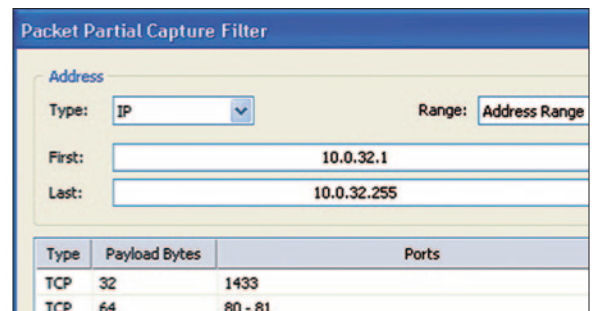 Packet Partial Capture Filter
Address
Type: IP Range: Address Range
First: 10.0.32.1
Last: 10.0.32.255
Type Payload Bytes Ports
TCP 32 1433
TCP 64 80 - 81